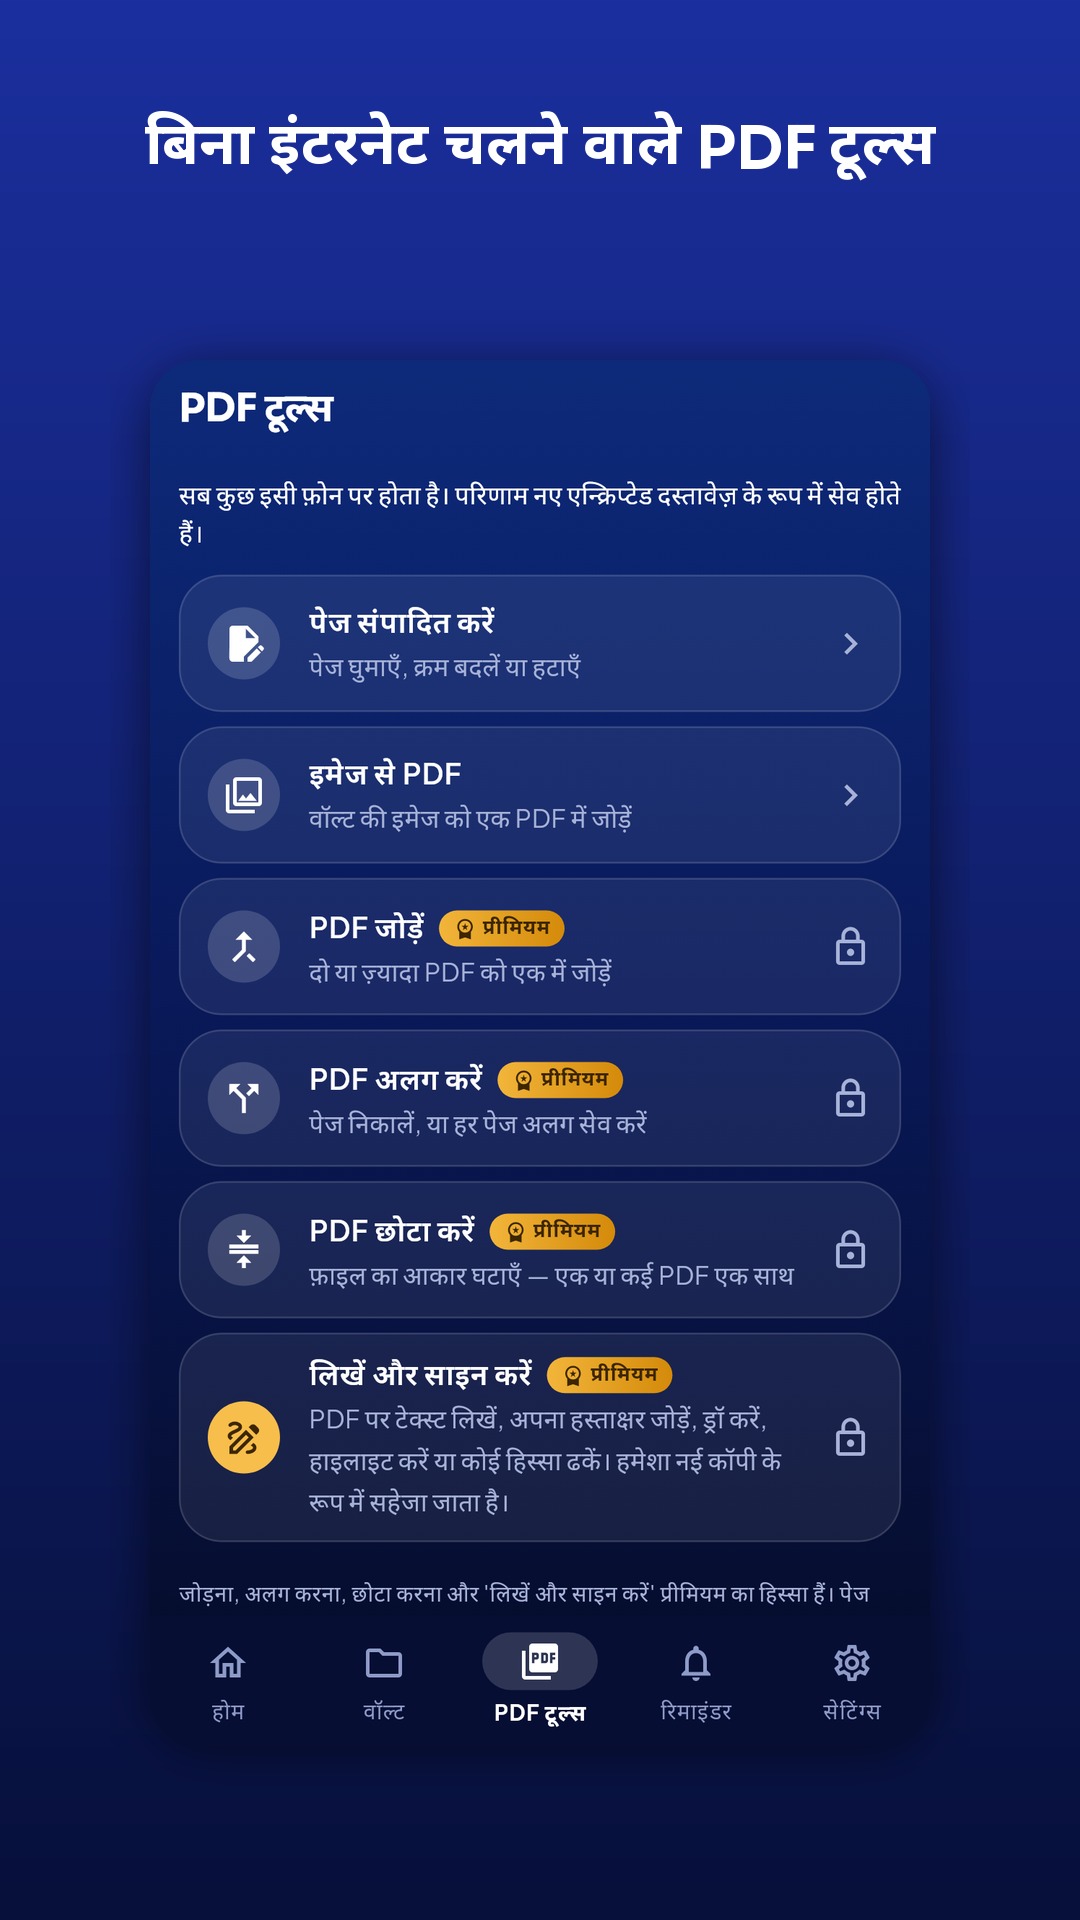 बिना इंटरनेट चलने वाले PDF टूल्स
PDF टूल्स
सब कुछ इसी फ़ोन पर होता है। परिणाम नए एन्क्रिप्टेड दस्तावेज़ के रूप में सेव होते
हैं।
पेज संपादित करें
पेज घुमाएँ, क्रम बदलें या हटाएँ
इमेज से PDF
वॉल्ट की इमेज को एक PDF में जोड़ें
PDF जोड़ें प्रीमियम
दो या ज़्यादा PDF को एक में जोड़ें
PDF अलग करें प्रीमियम
पेज निकालें, या हर पेज अलग सेव करें
PDF छोटा करें प्रीमियम
फ़ाइल का आकार घटाएँ — एक या कई PDF एक साथ
लिखें और साइन करें प्रीमियम
PDF पर टेक्स्ट लिखें, अपना हस्ताक्षर जोड़ें, ड्रॉ करें,
हाइलाइट करें या कोई हिस्सा ढकें। हमेशा नई कॉपी के
रूप में सहेजा जाता है।
जोड़ना, अलग करना, छोटा करना और 'लिखें और साइन करें' प्रीमियम का हिस्सा हैं। पेज
PDF
होम वॉल्ट PDF टूल्स रिमाइंडर सेटिंग्स